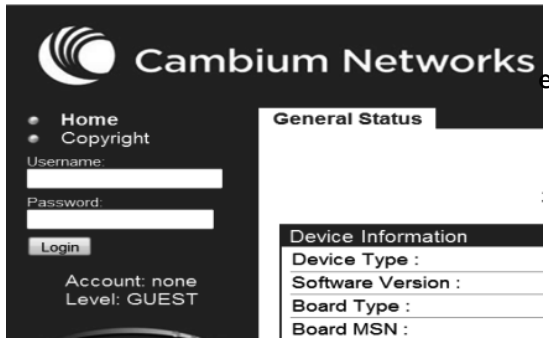 Cambium Networks
Home
Copyright
Username:
Password:
Login
Account: none
Level: GUEST
General Status
Device Information
Device Type :
Software Version :
Board Type :
Board MSN :